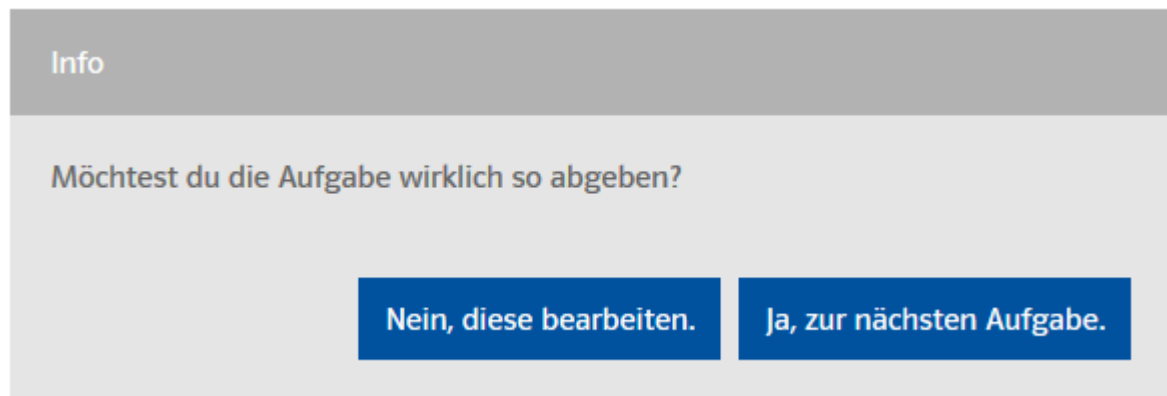 Info
Möchtest du die Aufgabe wirklich so abgeben?
Nein, diese bearbeiten. Ja, zur nächsten Aufgabe.